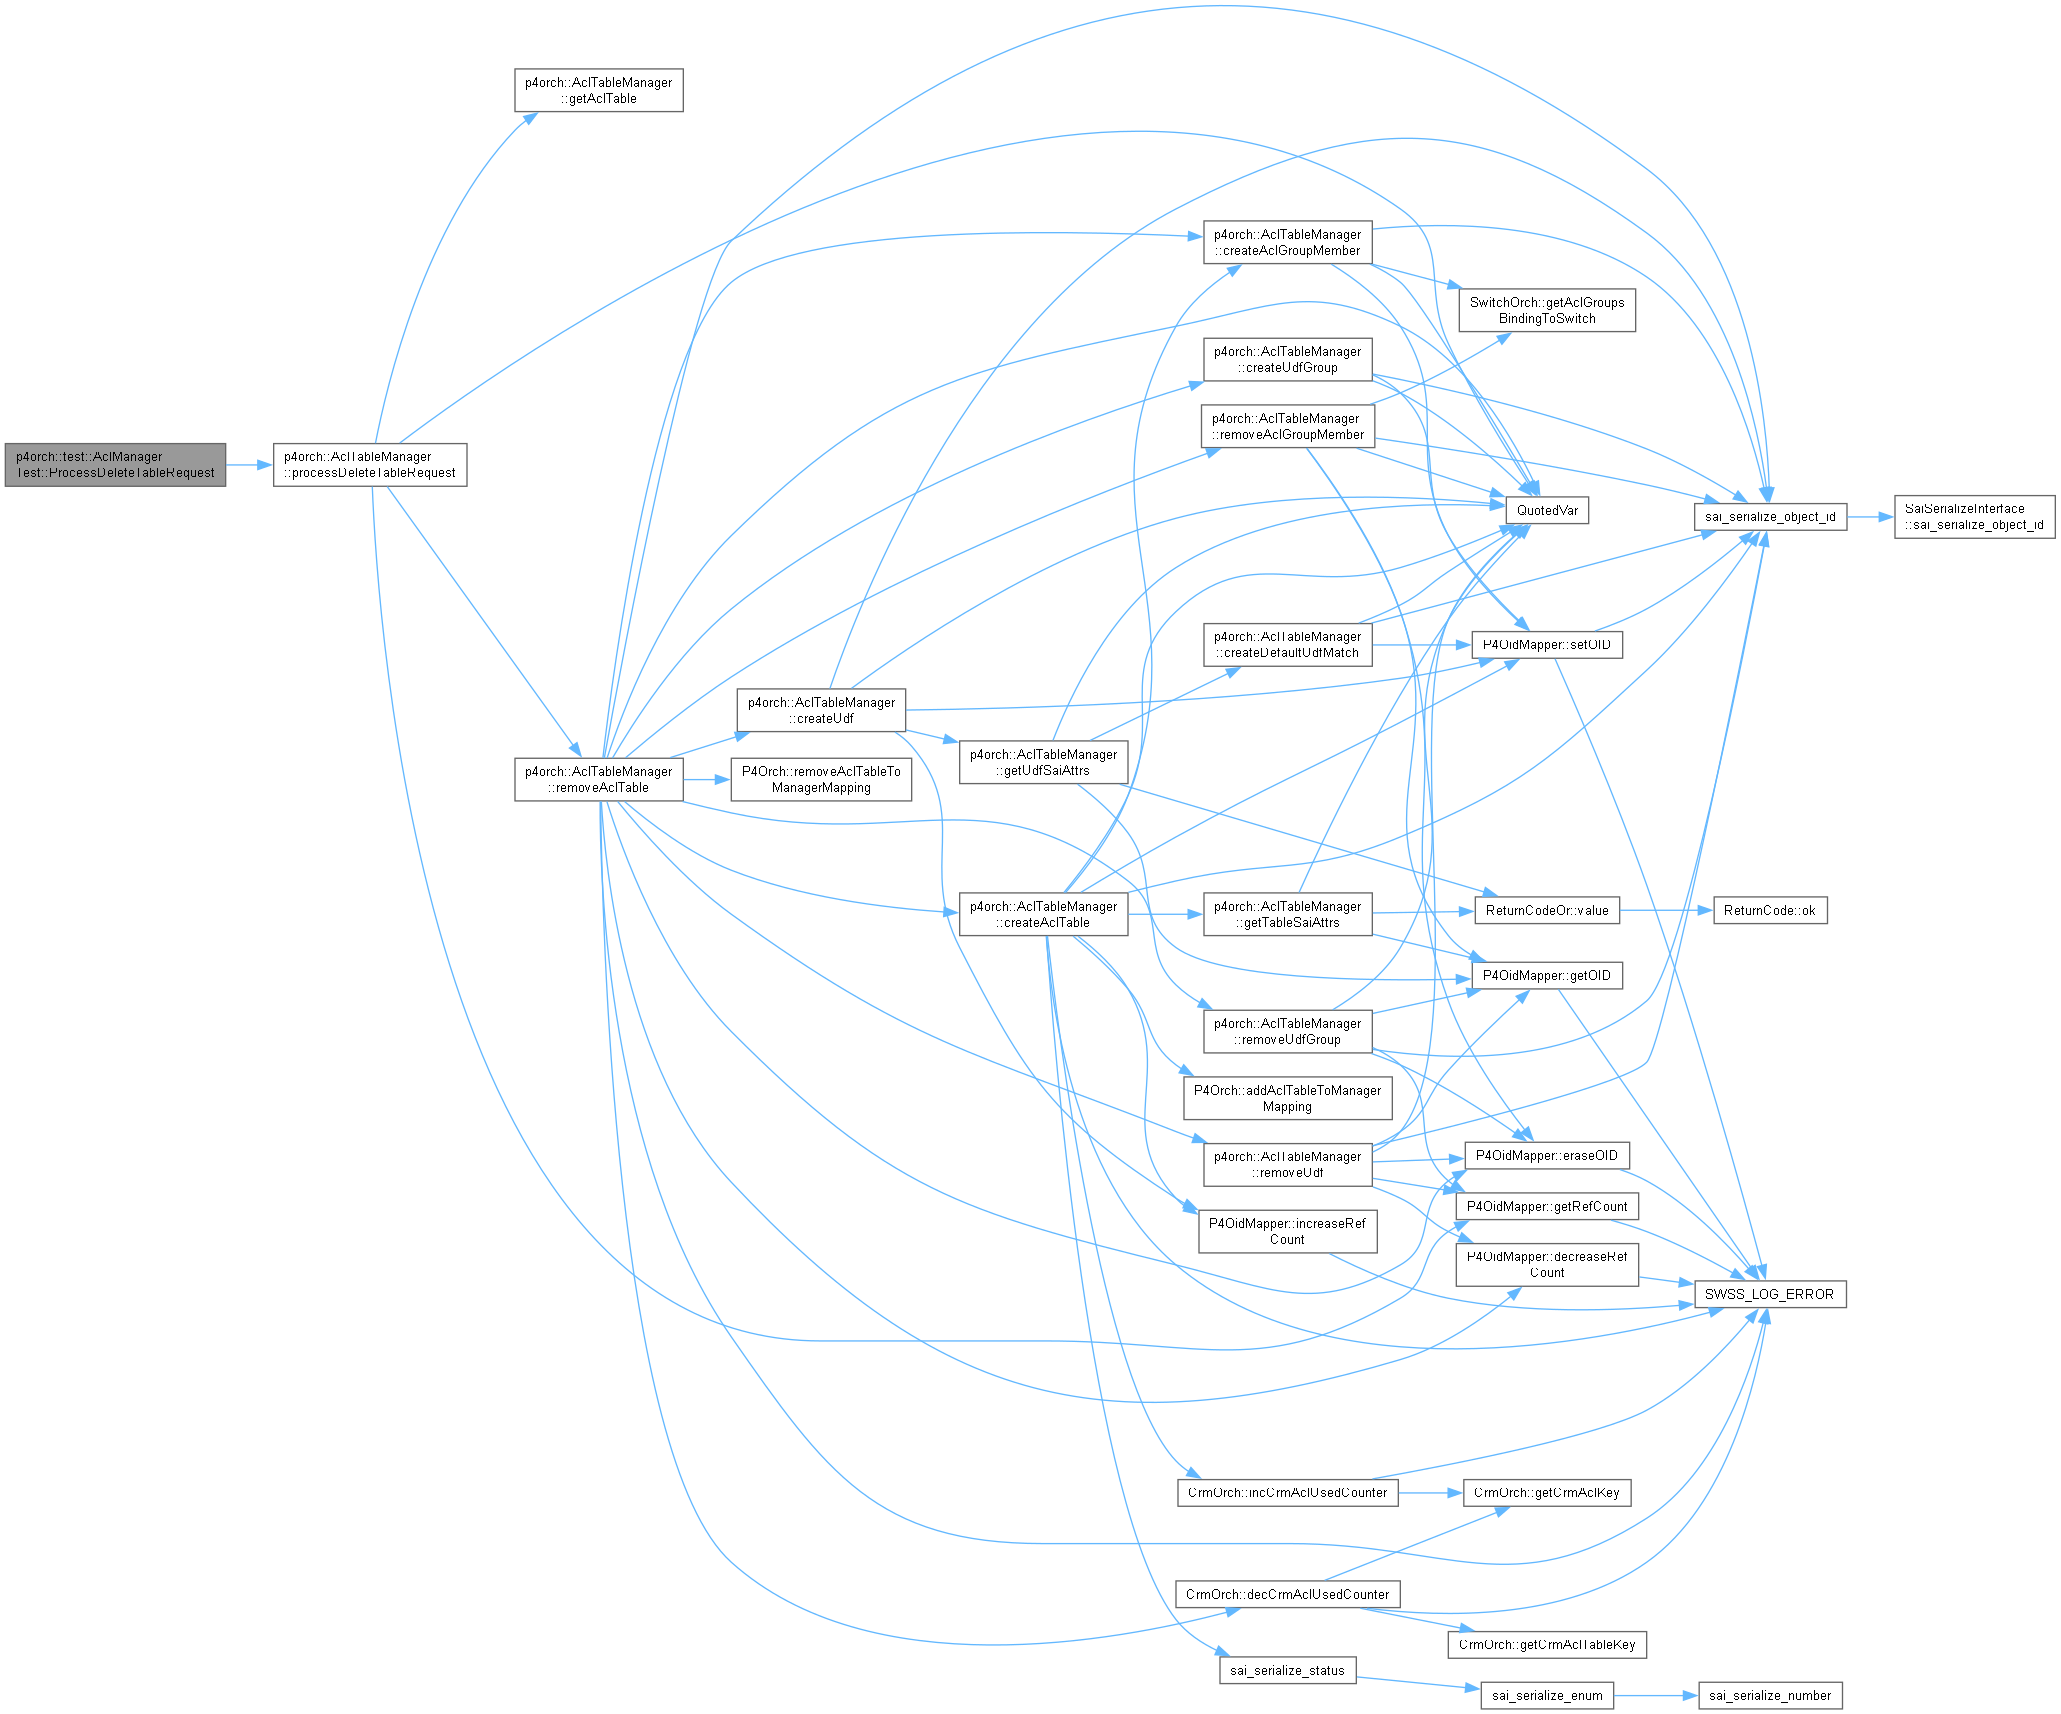 p4orch::test::AclManager
Test::ProcessDeleteTableRequest
p4orch::AclTableManager
::processDeleteTableRequest
p4orch::AclTableManager
::getAclTable
p4orch::AclTableManager
::removeAclTable
p4orch::AclTableManager
::createUdf
P4Orch::removeAclTableTo
ManagerMapping
p4orch::AclTableManager
::getUdfSaiAttrs
p4orch::AclTableManager
::createAclTable
p4orch::AclTableManager
::createAclGroupMember
p4orch::AclTableManager
::createUdfGroup
p4orch::AclTableManager
::removeAclGroupMember
p4orch::AclTableManager
::createDefaultUdfMatch
p4orch::AclTableManager
::getTableSaiAttrs
p4orch::AclTableManager
::removeUdfGroup
P4Orch::addAclTableToManager
Mapping
p4orch::AclTableManager
::removeUdf
P4OidMapper::increaseRef
Count
CrmOrch::incCrmAclUsedCounter
CrmOrch::decCrmAclUsedCounter
sai_serialize_status
SwitchOrch::getAclGroups
BindingToSwitch
QuotedVar
P4OidMapper::setOID
ReturnCodeOr::value
P4OidMapper::getOID
P4OidMapper::eraseOID
P4OidMapper::getRefCount
P4OidMapper::decreaseRef
Count
CrmOrch::getCrmAclKey
CrmOrch::getCrmAclTableKey
sai_serialize_enum
sai_serialize_object_id
ReturnCode::ok
SWSS_LOG_ERROR
sai_serialize_number
SaiSerializeInterface
::sai_serialize_object_id